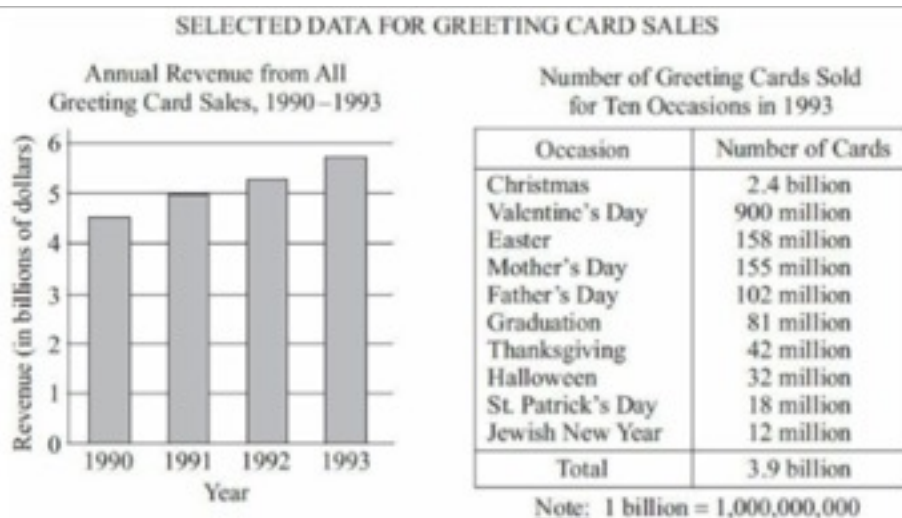 SELECTED DATA FOR GREETING CARD SALES
Annual Revenue from All
Greeting Card Sales, 1990–1993
Revenue (in billions of dollars)
6
5
4
3
2
1
0
1990 1991 1992 1993
Year
Number of Greeting Cards Sold
for Ten Occasions in 1993
Occasion Number of Cards
Christmas 2.4 billion
Valentine's Day 900 million
Easter 158 million
Mother's Day 155 million
Father's Day 102 million
Graduation 81 million
Thanksgiving 42 million
Halloween 32 million
St. Patrick's Day 18 million
Jewish New Year 12 million
Total 3.9 billion
Note: 1 billion = 1,000,000,000